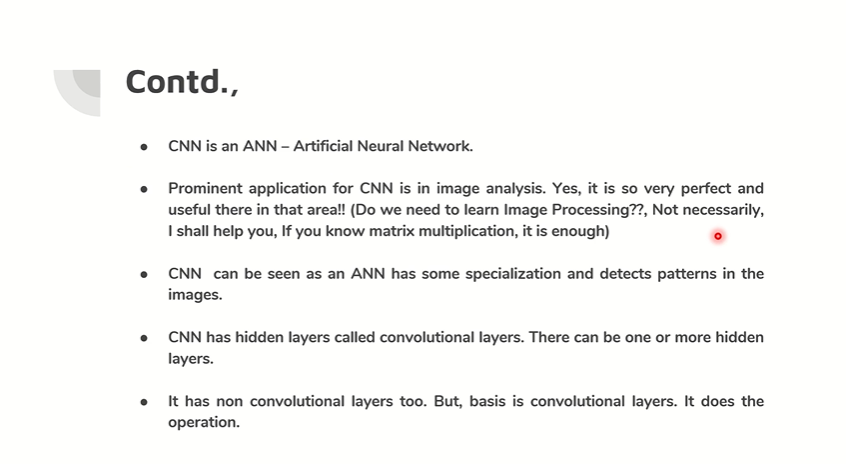 Contd.,
● CNN is an ANN – Artificial Neural Network.
● Prominent application for CNN is in image analysis. Yes, it is so very perfect and
useful there in that area!! (Do we need to learn Image Processing??, Not necessarily,
I shall help you, If you know matrix multiplication, it is enough)
● CNN can be seen as an ANN has some specialization and detects patterns in the
images.
● CNN has hidden layers called convolutional layers. There can be one or more hidden
layers.
● It has non convolutional layers too. But, basis is convolutional layers. It does the
operation.